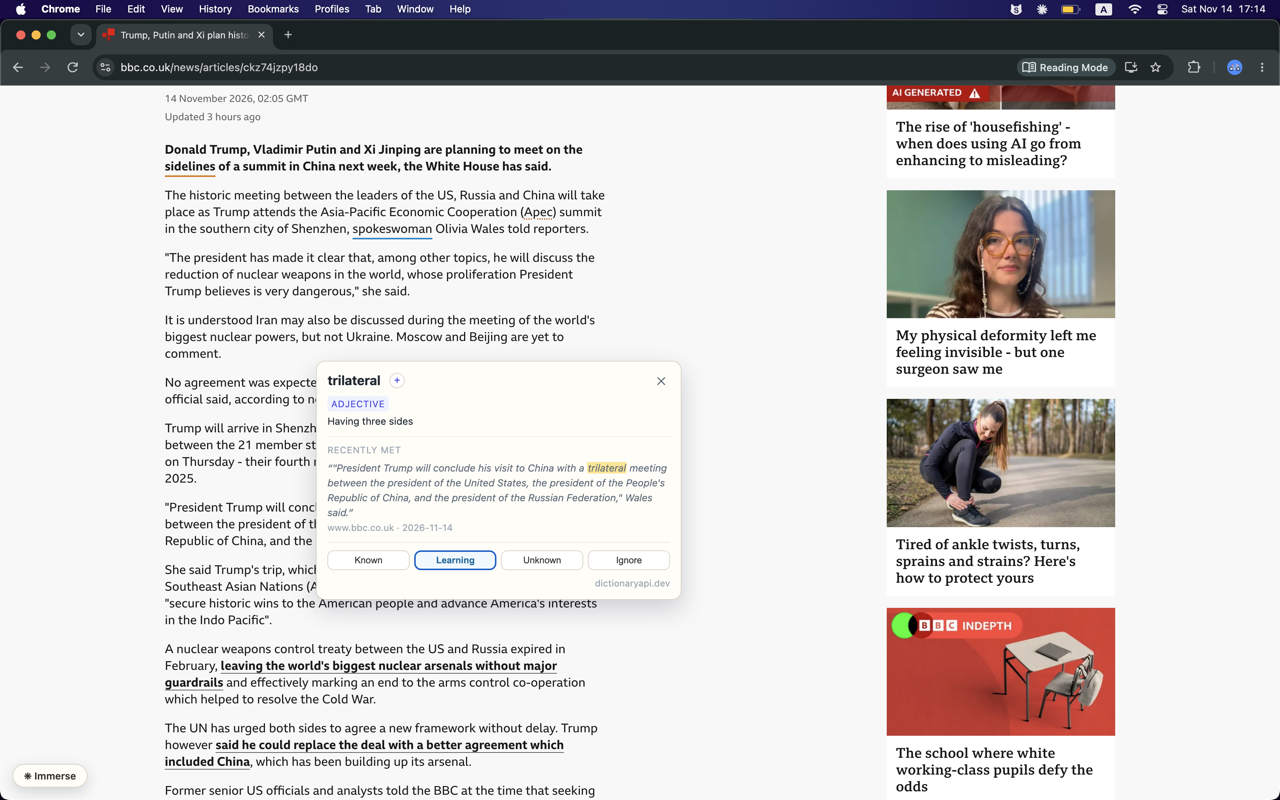 Chrome File Edit View History Bookmarks Profiles Tab Window Help
A
Sat Nov 14 17:14
Trump, Putin and Xi plan histo
bbc.co.uk/news/articles/ckz74jzpy18do
Reading Mode
14 November 2026, 02:05 GMT
Updated 3 hours ago
Donald Trump, Vladimir Putin and Xi Jinping are planning to meet on the
sidelines of a summit in China next week, the White House has said.
The historic meeting between the leaders of the US, Russia and China will take
place as Trump attends the Asia-Pacific Economic Cooperation (Apec) summit
in the southern city of Shenzhen, spokeswoman Olivia Wales told reporters.
"The president has made it clear that, among other topics, he will discuss the
reduction of nuclear weapons in the world, whose proliferation President
Trump believes is very dangerous," she said.
It is understood Iran may also be discussed during the meeting of the world's
biggest nuclear powers, but not Ukraine. Moscow and Beijing are yet to
comment.
No agreement was expecte
official said, according to n
Trump will arrive in Shenzh
between the 21 member st
on Thursday - their fourth
2025.
"President Trump will concl
between the president of th
Republic of China, and the
She said Trump's trip, which
Southeast Asian Nations (A
"secure historic wins to the American people and advance America's interests
in the Indo Pacific".
A nuclear weapons control treaty between the US and Russia expired in
February, leaving the world's biggest nuclear arsenals without major
guardrails and effectively marking an end to the arms control co-operation
which helped to resolve the Cold War.
The UN has urged both sides to agree a new framework without delay. Trump
however said he could replace the deal with a better agreement which
included China, which has been building up its arsenal.
Former senior US officials and analysts told the BBC at the time that seeking
trilateral +
ADJECTIVE
Having three sides
RECENTLY MET
“"President Trump will conclude his visit to China with a trilateral meeting
between the president of the United States, the president of the People's
Republic of China, and the president of the Russian Federation," Wales
said.”
www.bbc.co.uk · 2026-11-14
Known Learning Unknown Ignore
dictionaryapi.dev
AI GENERATED
The rise of 'housefishing' -
when does using AI go from
enhancing to misleading?
My physical deformity left me
feeling invisible - but one
surgeon saw me
Tired of ankle twists, turns,
sprains and strains? Here's
how to protect yours
BBC INDEPTH
The school where white
working-class pupils defy the
odds
Immerse